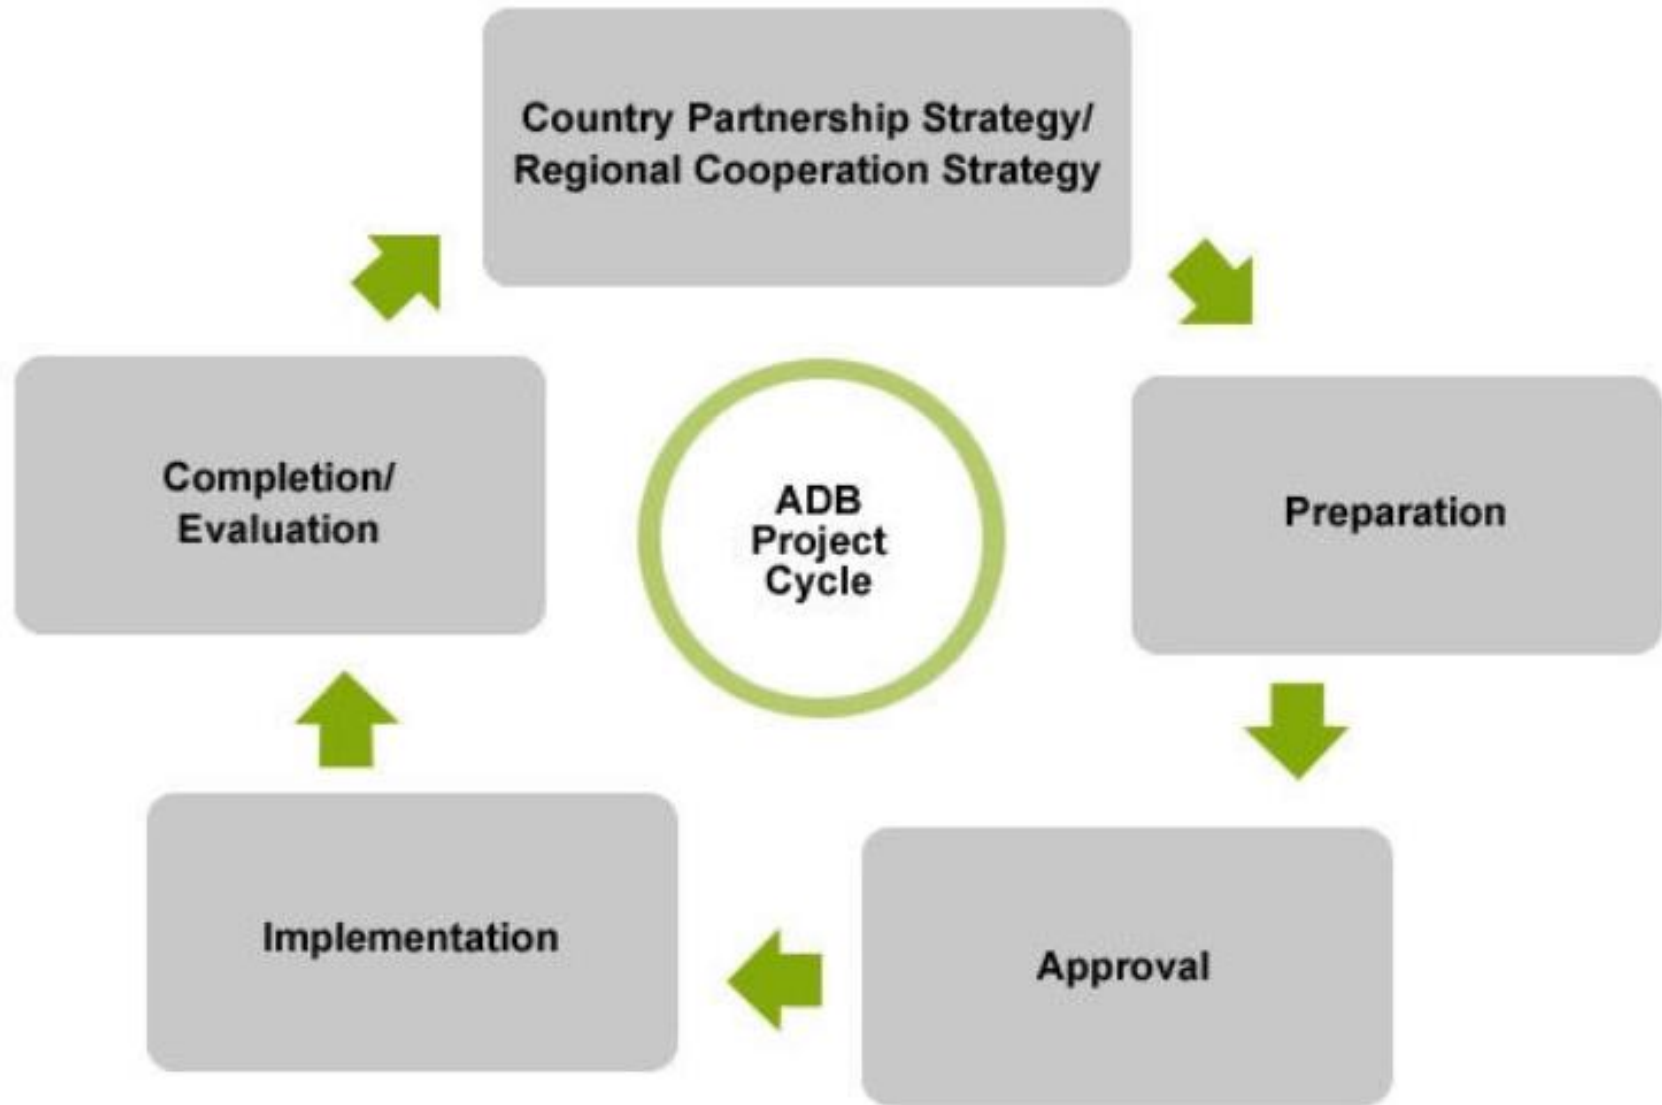 Country Partnership Strategy/
Regional Cooperation Strategy
Completion/
Evaluation
ADB
Project
Cycle
Preparation
Implementation
Approval